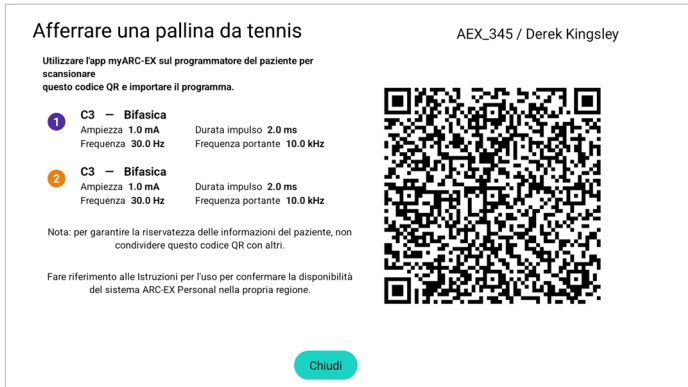 Afferrare una pallina da tennis
AEX_345 / Derek Kingsley
Utilizzare l'app myARC-EX sul programmatore del paziente per
scansionare
questo codice QR e importare il programma.
1
C3 — Bifasica
Ampiezza 1.0 mA Durata impulso 2.0 ms
Frequenza 30.0 Hz Frequenza portante 10.0 kHz
2
C3 — Bifasica
Ampiezza 1.0 mA Durata impulso 2.0 ms
Frequenza 30.0 Hz Frequenza portante 10.0 kHz
Nota: per garantire la riservatezza delle informazioni del paziente, non
condividere questo codice QR con altri.
Fare riferimento alle Istruzioni per l'uso per confermare la disponibilità
del sistema ARC-EX Personal nella propria regione.
Chiudi